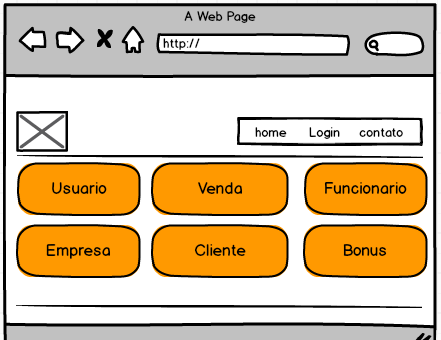 A Web Page
http://
home Login contato
Usuario Venda Funcionario
Empresa Cliente Bonus